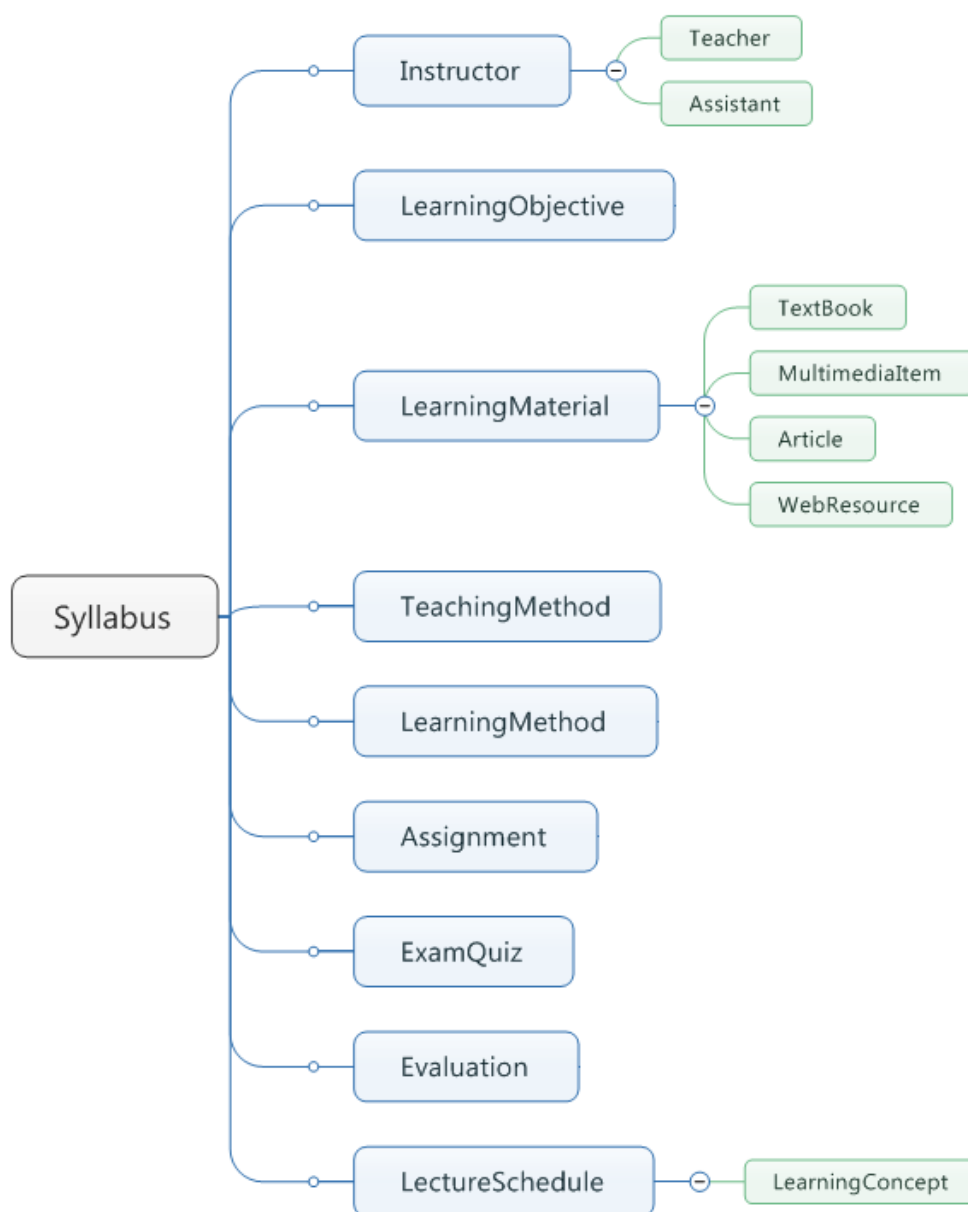 Syllabus
Instructor
Teacher
Assistant
LearningObjective
LearningMaterial
TextBook
MultimediaItem
Article
WebResource
TeachingMethod
LearningMethod
Assignment
ExamQuiz
Evaluation
LectureSchedule
LearningConcept